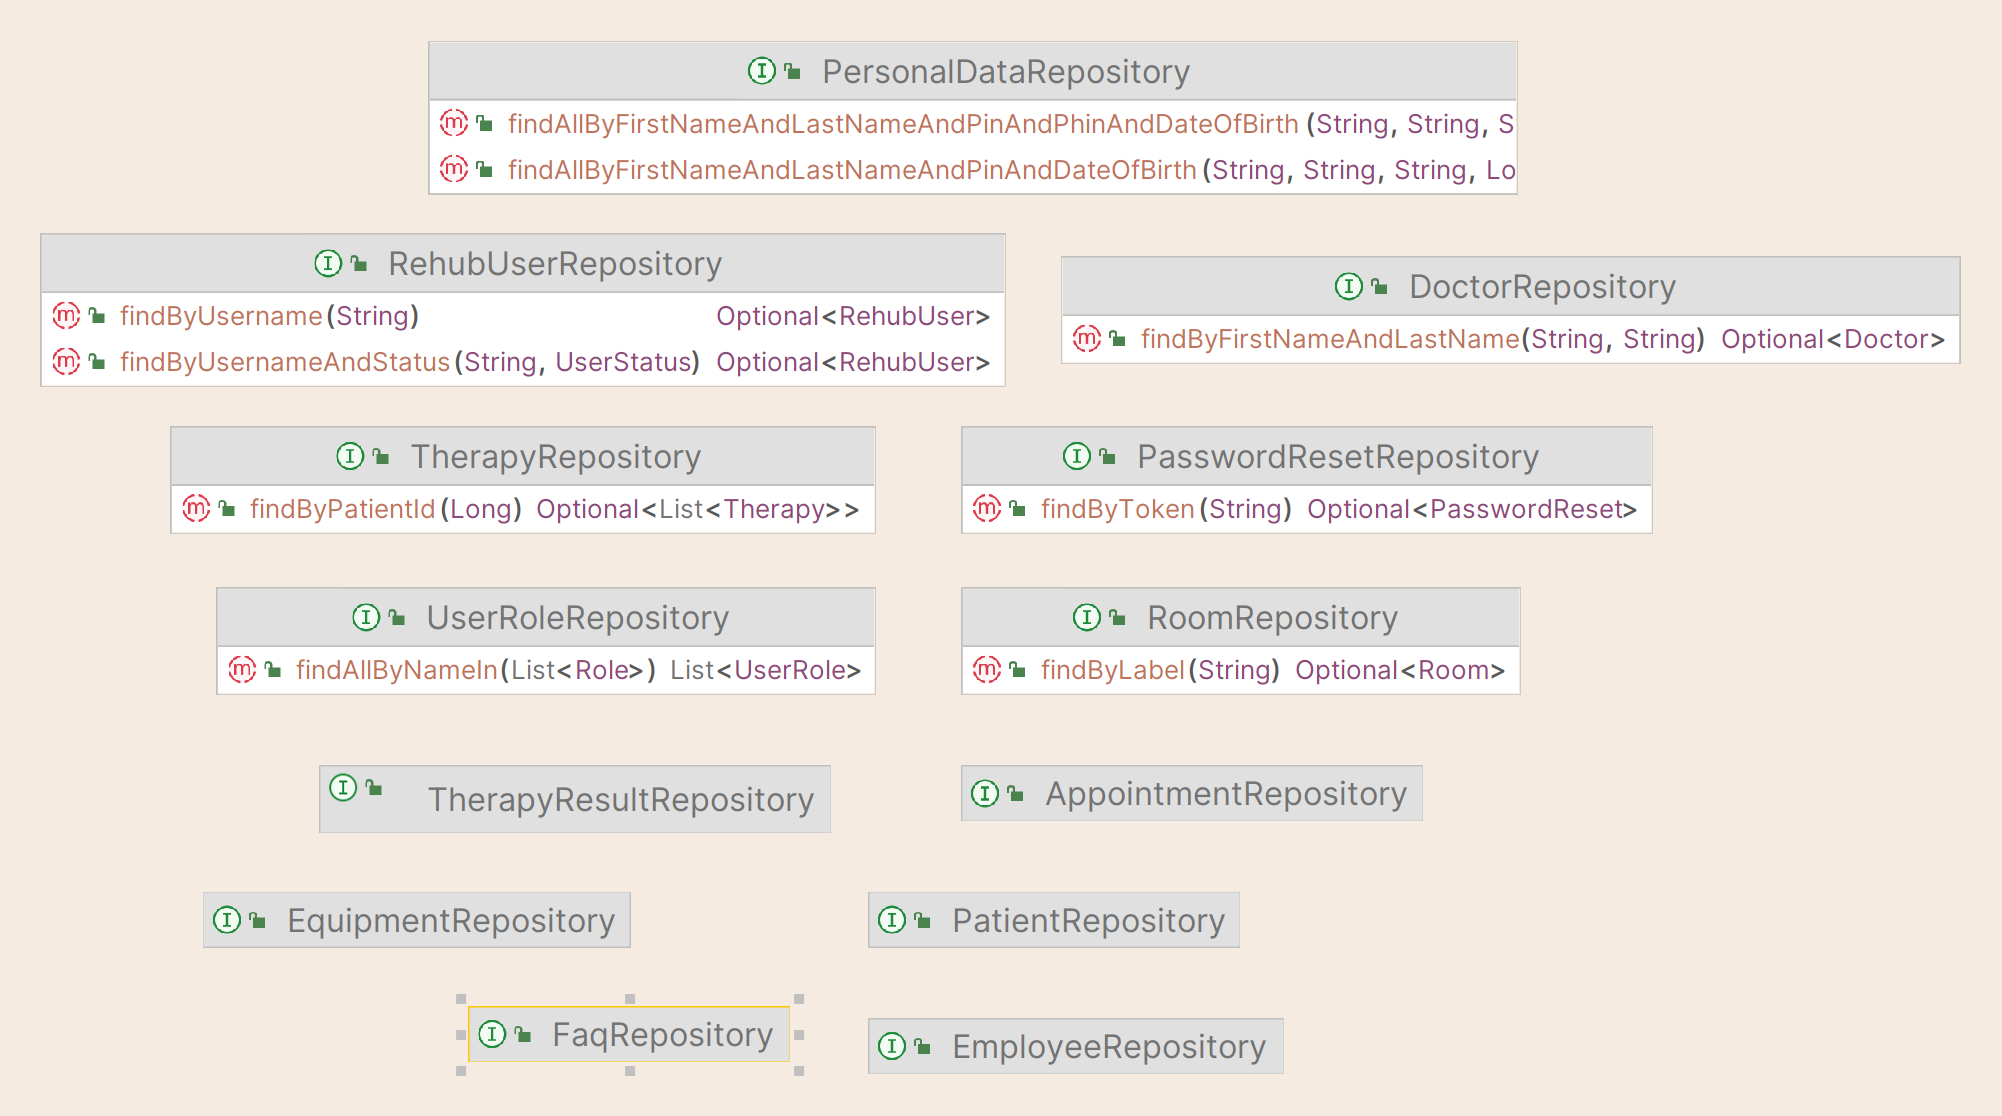 PersonalDataRepository
findAllByFirstNameAndLastNameAndPinAndPhinAndDateOfBirth(String, String, S
findAllByFirstNameAndLastNameAndPinAndDateOfBirth(String, String, String, Lo
RehubUserRepository
findByUsername(String) Optional<RehubUser>
findByUsernameAndStatus(String, UserStatus) Optional<RehubUser>
DoctorRepository
findByFirstNameAndLastName(String, String) Optional<Doctor>
TherapyRepository
findByPatientId(Long) Optional<List<Therapy>>
PasswordResetRepository
findByToken(String) Optional<PasswordReset>
UserRoleRepository
findAllByNameIn(List<Role>) List<UserRole>
RoomRepository
findByLabel(String) Optional<Room>
TherapyResultRepository
AppointmentRepository
EquipmentRepository
PatientRepository
FaqRepository
EmployeeRepository